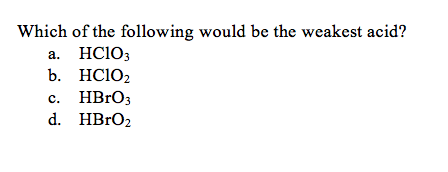 Which of the following would be the weakest acid?
a. HClO₃
b. HClO₂
c. HBrO₃
d. HBrO₂